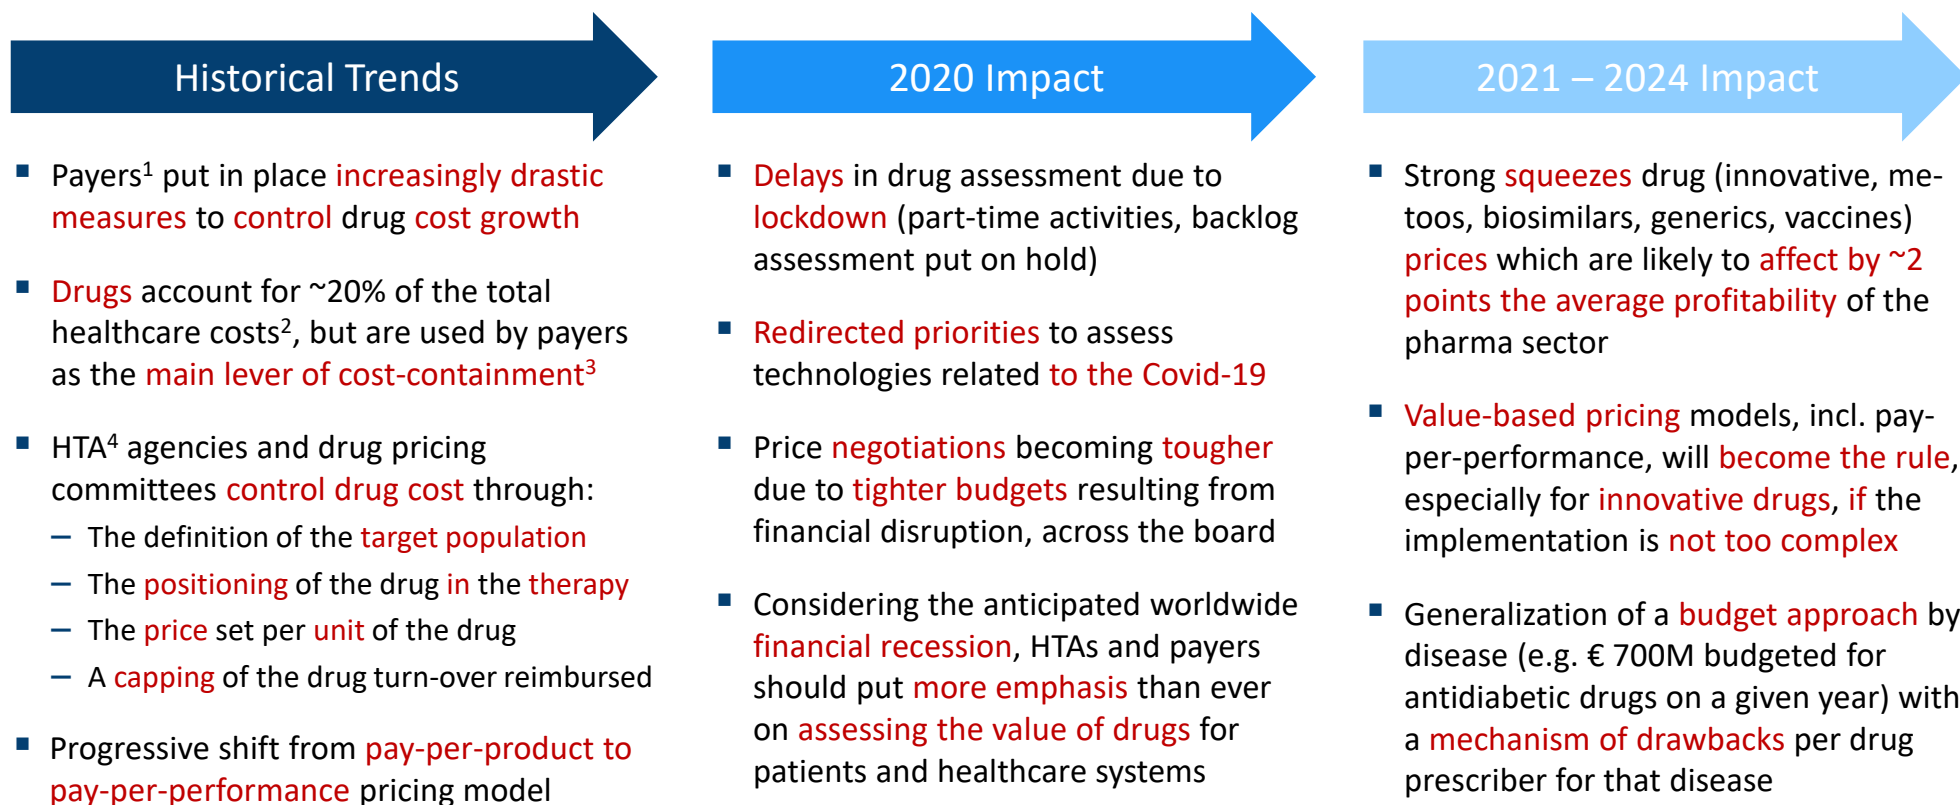 Historical Trends
Payers1 put in place increasingly drastic
measures to control drug cost growth
Drugs account for ~20% of the total
healthcare costs2, but are used by payers
as the main lever of cost-containment3
HTA4 agencies and drug pricing
committees control drug cost through:
– The definition of the target population
– The positioning of the drug in the therapy
– The price set per unit of the drug
– A capping of the drug turn-over reimbursed
Progressive shift from pay-per-product to
pay-per-performance pricing model
2020 Impact
Delays in drug assessment due to
lockdown (part-time activities, backlog
assessment put on hold)
Redirected priorities to assess
technologies related to the Covid-19
Price negotiations becoming tougher
due to tighter budgets resulting from
financial disruption, across the board
Considering the anticipated worldwide
financial recession, HTAs and payers
should put more emphasis than ever
on assessing the value of drugs for
patients and healthcare systems
2021 – 2024 Impact
Strong squeezes drug (innovative, me-
toos, biosimilars, generics, vaccines)
prices which are likely to affect by ~2
points the average profitability of the
pharma sector
Value-based pricing models, incl. pay-
per-performance, will become the rule,
especially for innovative drugs, if the
implementation is not too complex
Generalization of a budget approach by
disease (e.g. € 700M budgeted for
antidiabetic drugs on a given year) with
a mechanism of drawbacks per drug
prescriber for that disease